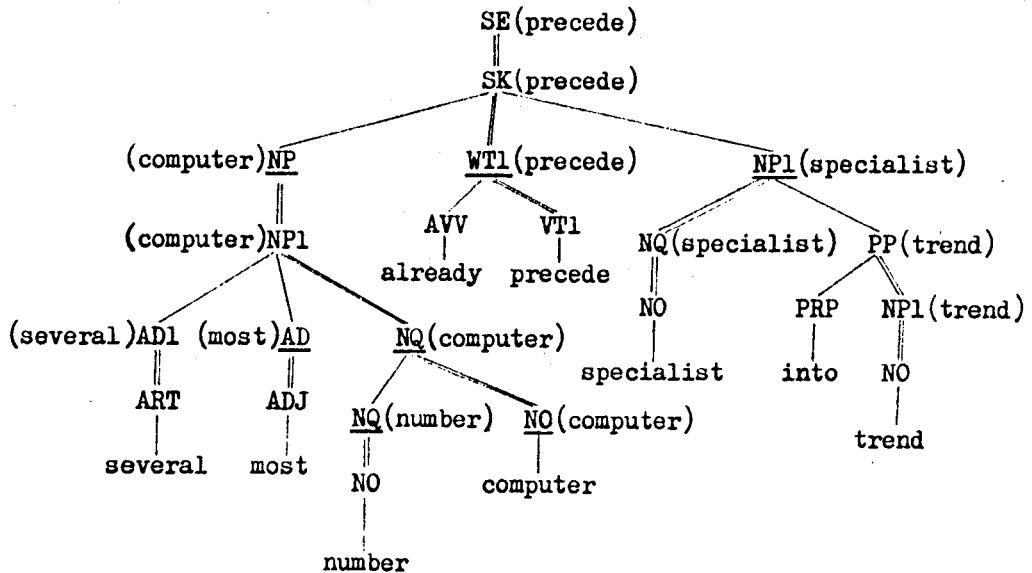 SE(precede)
SK(precede)
(computer)NP WT1(precede) NP1(specialist)
(computer)NP1 AVV VT1 NQ(specialist) PP(trend)
already precede
(several)AD1 (most)AD NQ(computer) NO PRP NP1(trend)
specialist into NO
ART ADJ NQ(number) NO(computer)
trend
several most NO computer
number